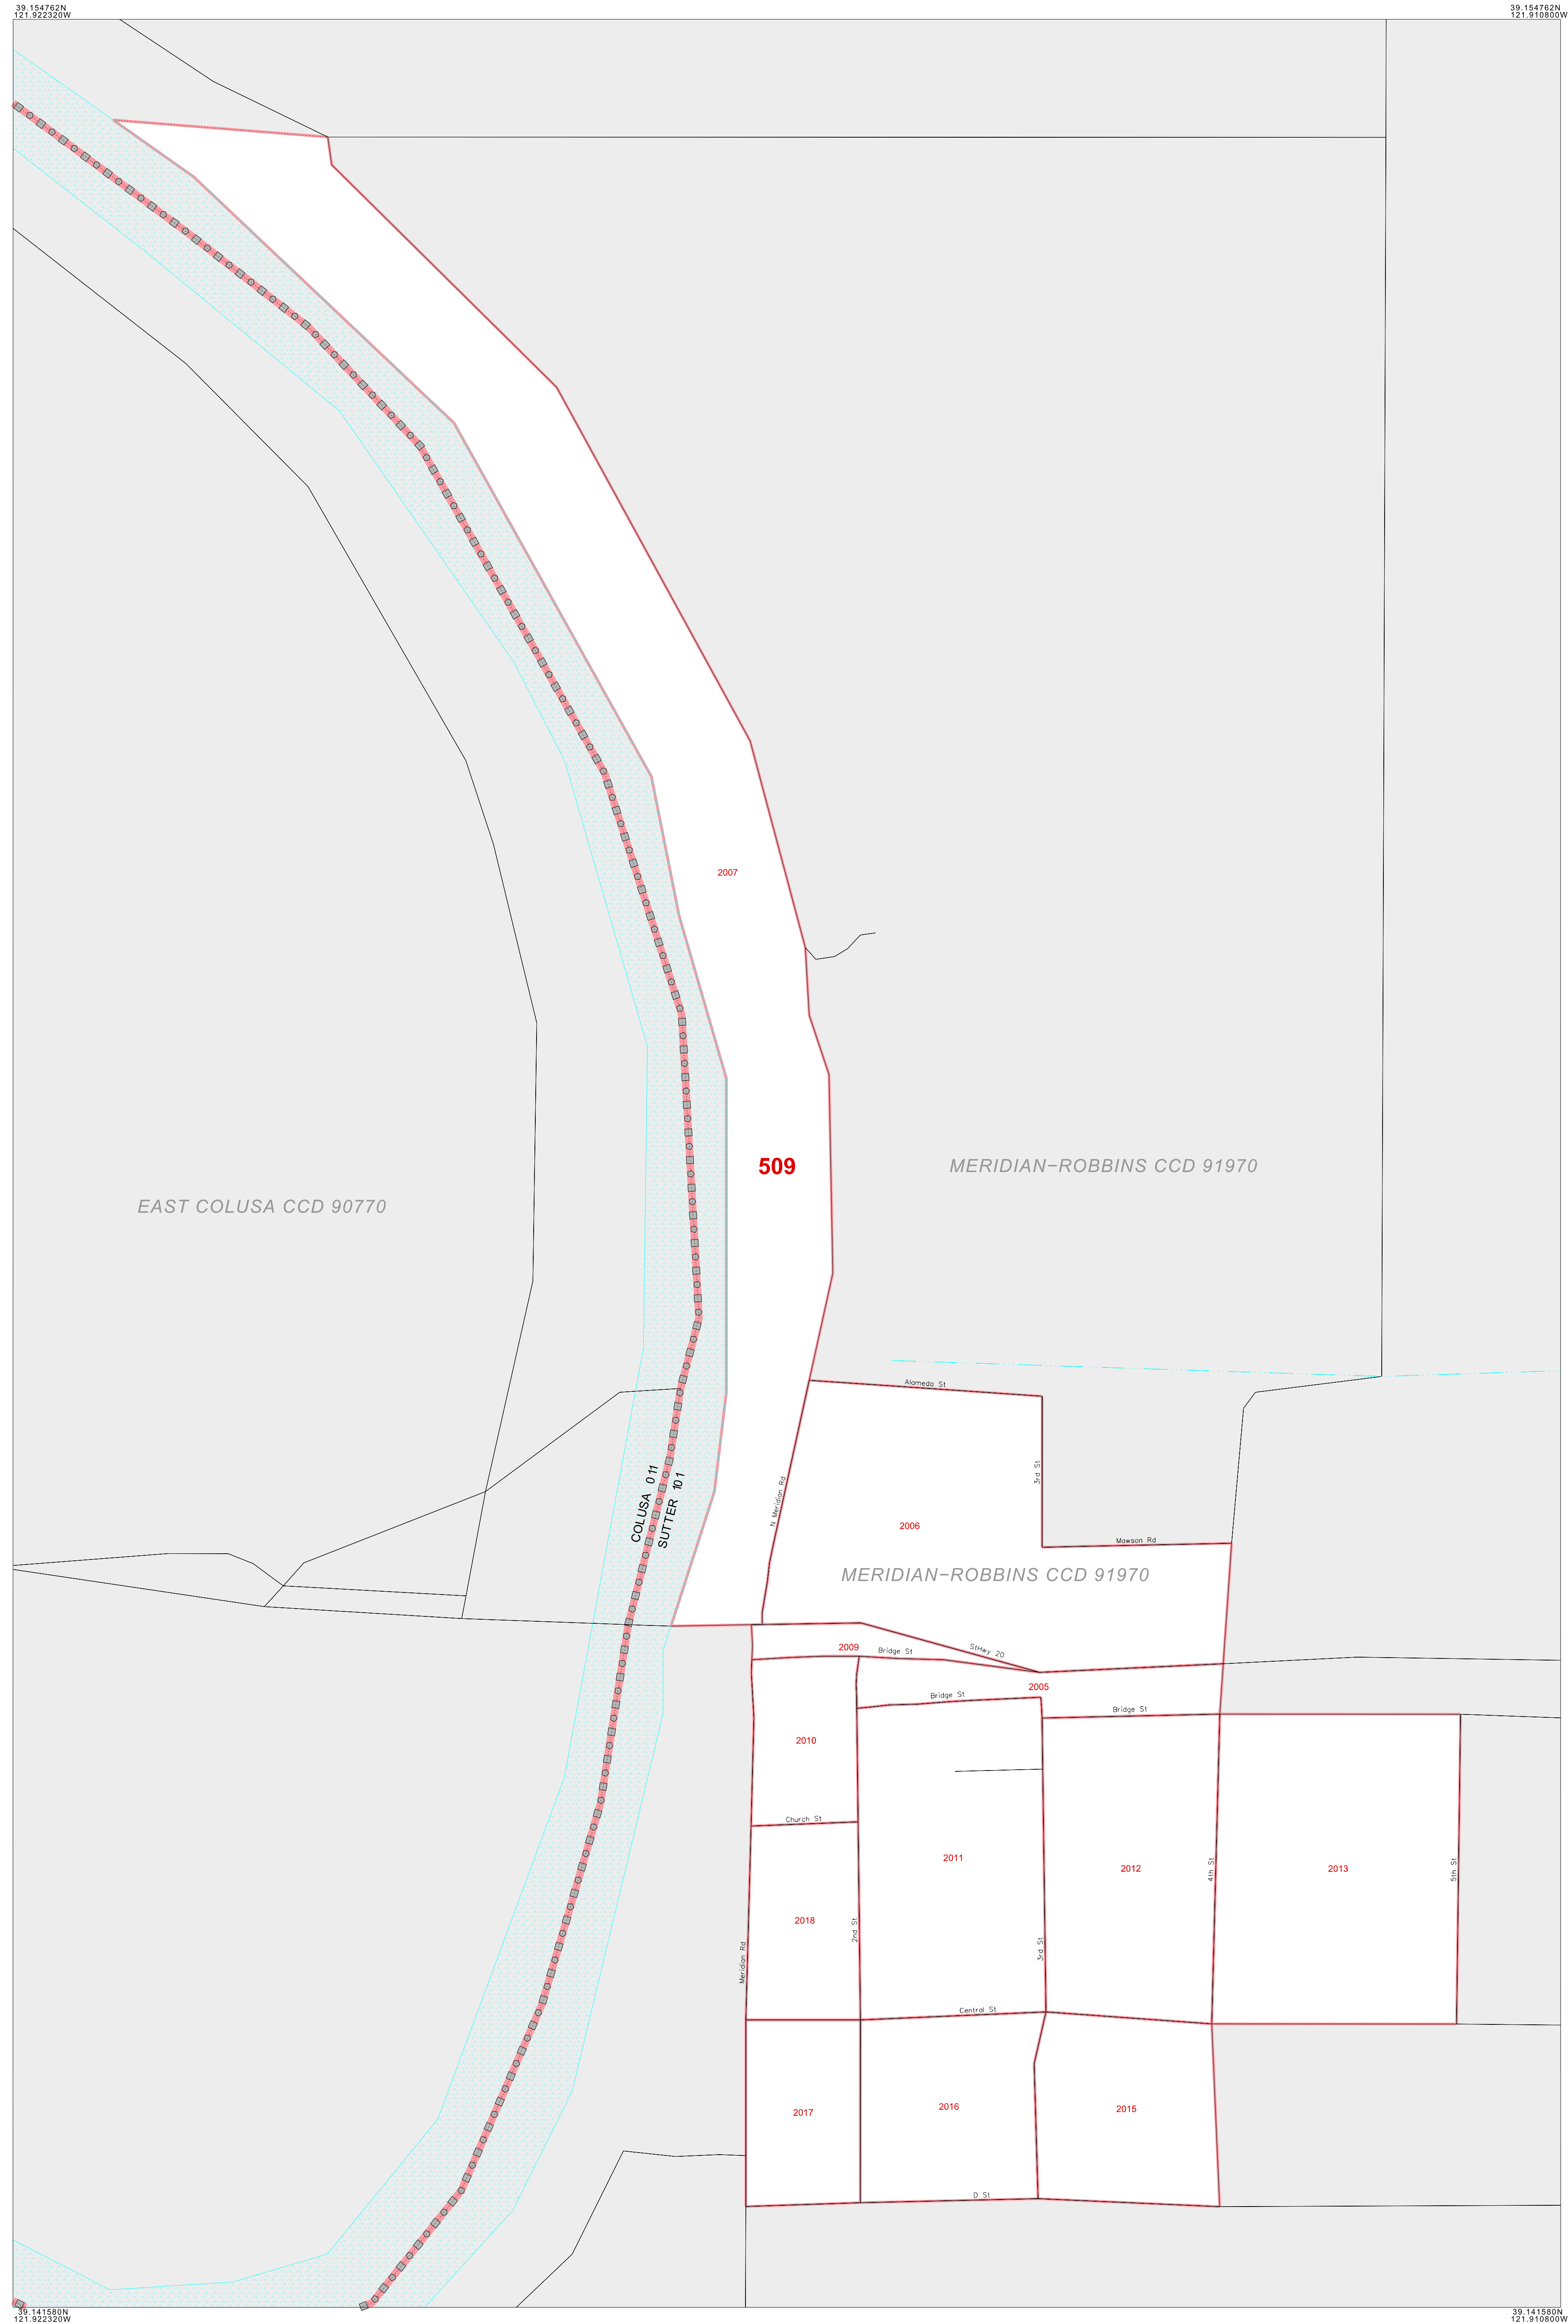 39.154762N
121.922320W
39.154762N
121.910800W
2007
509
MERIDIAN−ROBBINS CCD 91970
EAST COLUSA CCD 90770
Alameda St
3rd St
N Meridian Rd
COLUSA 011
SUTTER 101
2006
Mawson Rd
MERIDIAN−ROBBINS CCD 91970
2009
Bridge St
StHwy 20
2005
Bridge St
Bridge St
2010
Church St
2011
2012
4th St
2013
5th St
2018
2nd St
3rd St
Meridian Rd
Central St
2017
2016
2015
D St
39.141580N
121.922320W
39.141580N
121.910800W